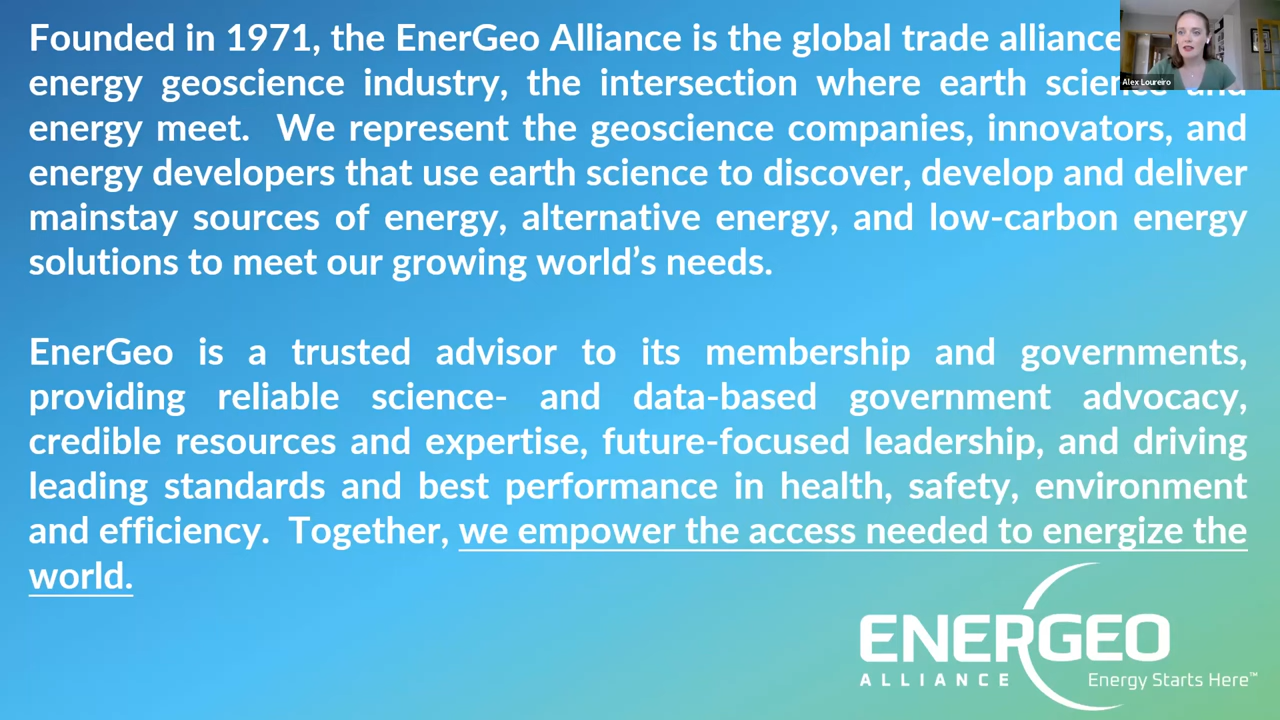 Founded in 1971, the EnerGeo Alliance is the global trade alliance
energy geoscience industry, the intersection where earth science and
energy meet. We represent the geoscience companies, innovators, and
energy developers that use earth science to discover, develop and deliver
mainstay sources of energy, alternative energy, and low-carbon energy
solutions to meet our growing world’s needs.
EnerGeo is a trusted advisor to its membership and governments,
providing reliable science- and data-based government advocacy,
credible resources and expertise, future-focused leadership, and driving
leading standards and best performance in health, safety, environment
and efficiency. Together, we empower the access needed to energize the
world.
Alex Loureiro
ENERGEO
ALLIANCE
Energy Starts Here™